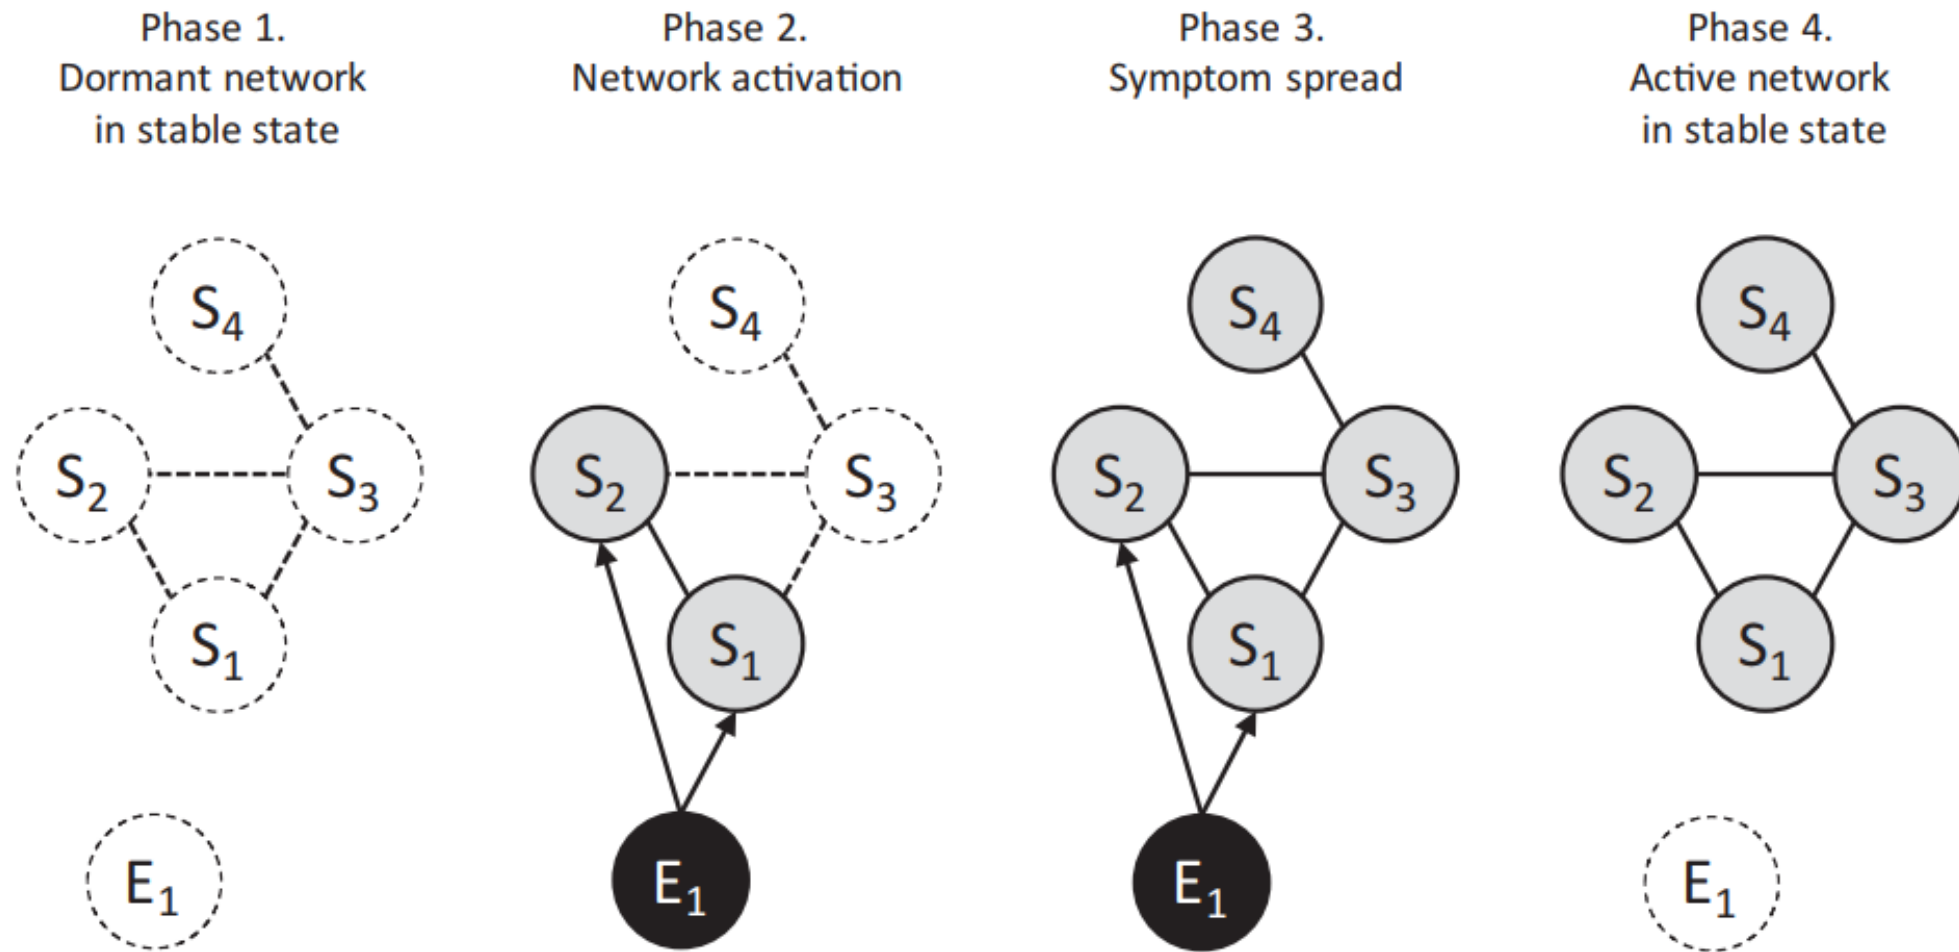 Phase 1.
Dormant network
in stable state
Phase 2.
Network activation
Phase 3.
Symptom spread
Phase 4.
Active network
in stable state
S4
S2
S3
S1
E1
S4
S2
S3
S1
E1
S4
S2
S3
S1
E1
S4
S2
S3
S1
E1